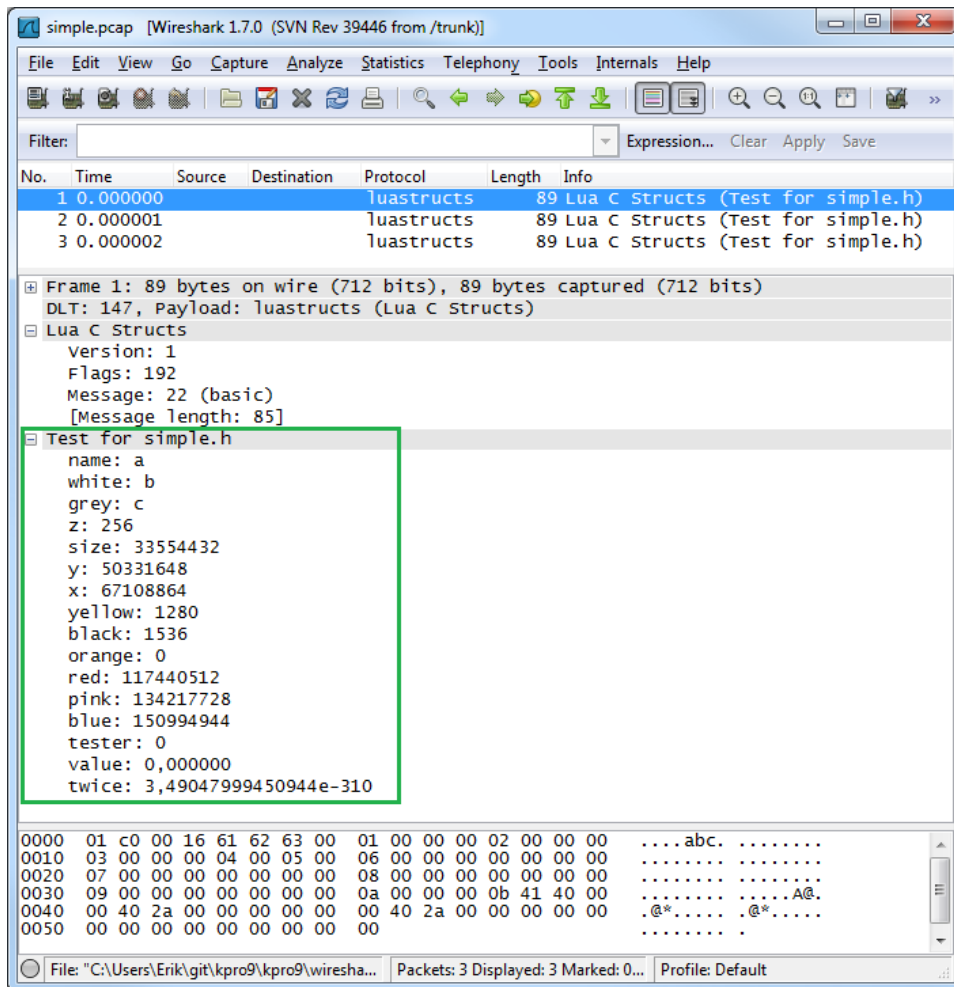 simple.pcap [Wireshark 1.7.0 (SVN Rev 39446 from /trunk)]
File Edit View Go Capture Analyze Statistics Telephony Tools Internals Help
Filter: Expression... Clear Apply Save
No. Time Source Destination Protocol Length Info
1 0.000000 luastructs 89 Lua C Structs (Test for simple.h)
2 0.000001 luastructs 89 Lua C Structs (Test for simple.h)
3 0.000002 luastructs 89 Lua C Structs (Test for simple.h)
Frame 1: 89 bytes on wire (712 bits), 89 bytes captured (712 bits)
DLT: 147, Payload: luastructs (Lua C Structs)
Lua C Structs
Version: 1
Flags: 192
Message: 22 (basic)
[Message length: 85]
Test for simple.h
name: a
white: b
grey: c
z: 256
size: 33554432
y: 50331648
x: 67108864
yellow: 1280
black: 1536
orange: 0
red: 117440512
pink: 134217728
blue: 150994944
tester: 0
value: 0,000000
twice: 3,49047999450944e-310
0000 01 c0 00 16 61 62 63 00 01 00 00 00 02 00 00 00 ....abc. ........
0010 03 00 00 00 04 00 05 00 06 00 00 00 00 00 00 00 ........ ........
0020 07 00 00 00 00 00 00 00 08 00 00 00 00 00 00 00 ........ ........
0030 09 00 00 00 00 00 00 00 0a 00 00 00 0b 41 40 00 ........ .....A@.
0040 00 40 2a 00 00 00 00 00 00 40 2a 00 00 00 00 00 .@*..... .@*.....
0050 00 00 00 00 00 00 00 00 00 ........ .
File: "C:\Users\Erik\git\kpro9\kpro9\wiresha... Packets: 3 Displayed: 3 Marked: 0... Profile: Default